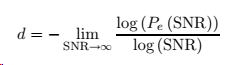 d = − lim_{SNR→∞} log (P_e (SNR)) / log (SNR)